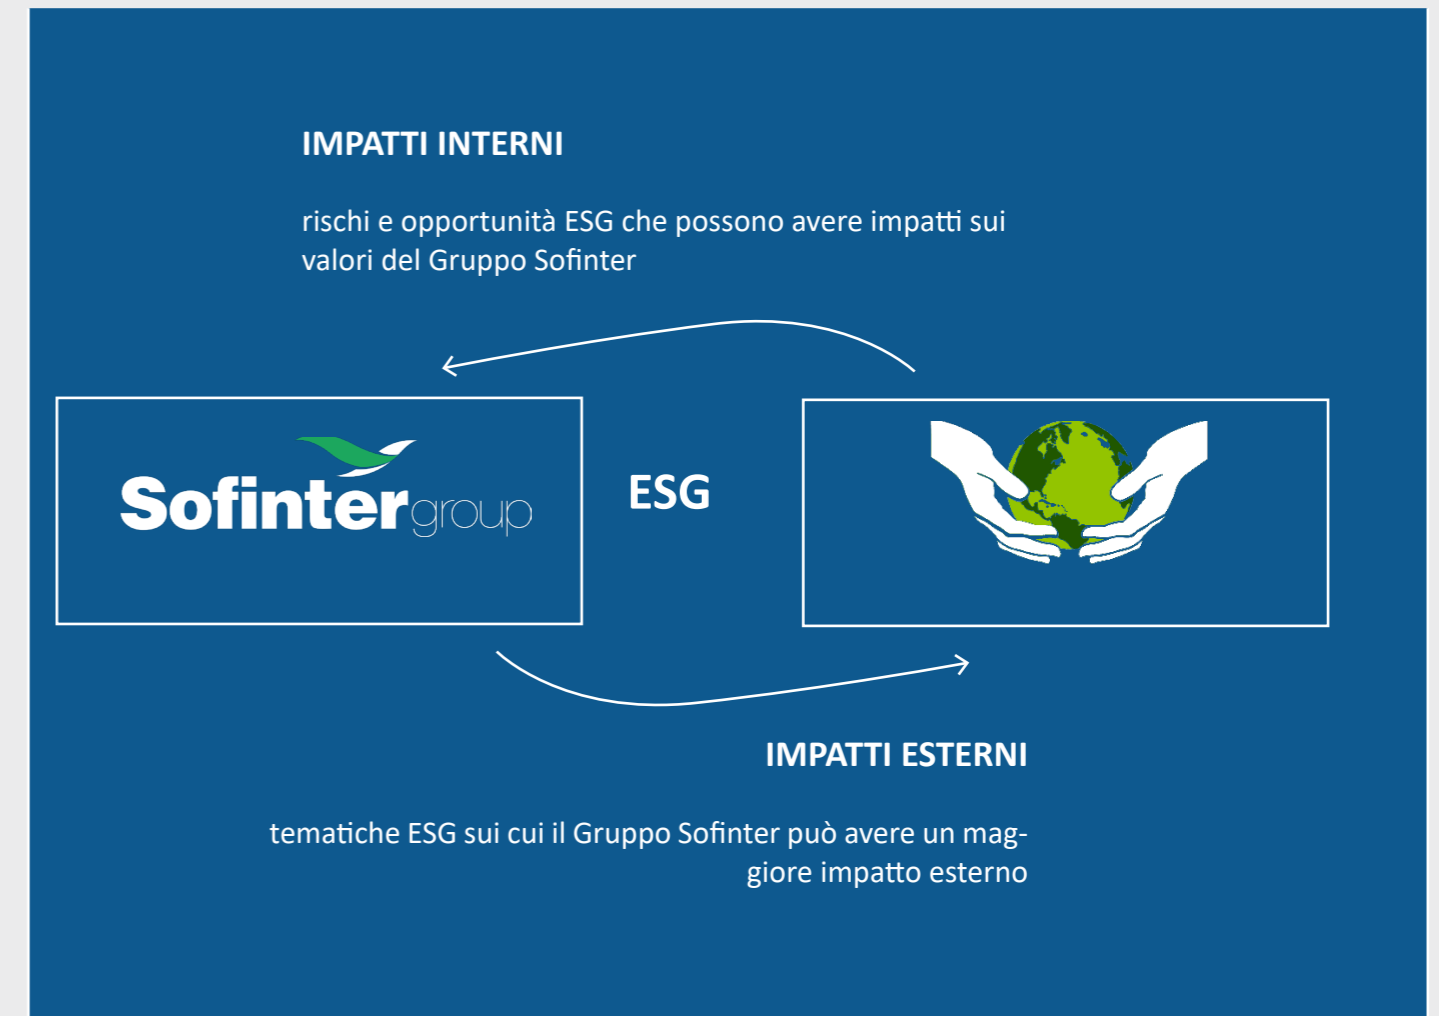 IMPATTI INTERNI
rischi e opportunità ESG che possono avere impatti sui
valori del Gruppo Sofinter
Sofintergroup
ESG
IMPATTI ESTERNI
tematiche ESG sui cui il Gruppo Sofinter può avere un mag-
giore impatto esterno